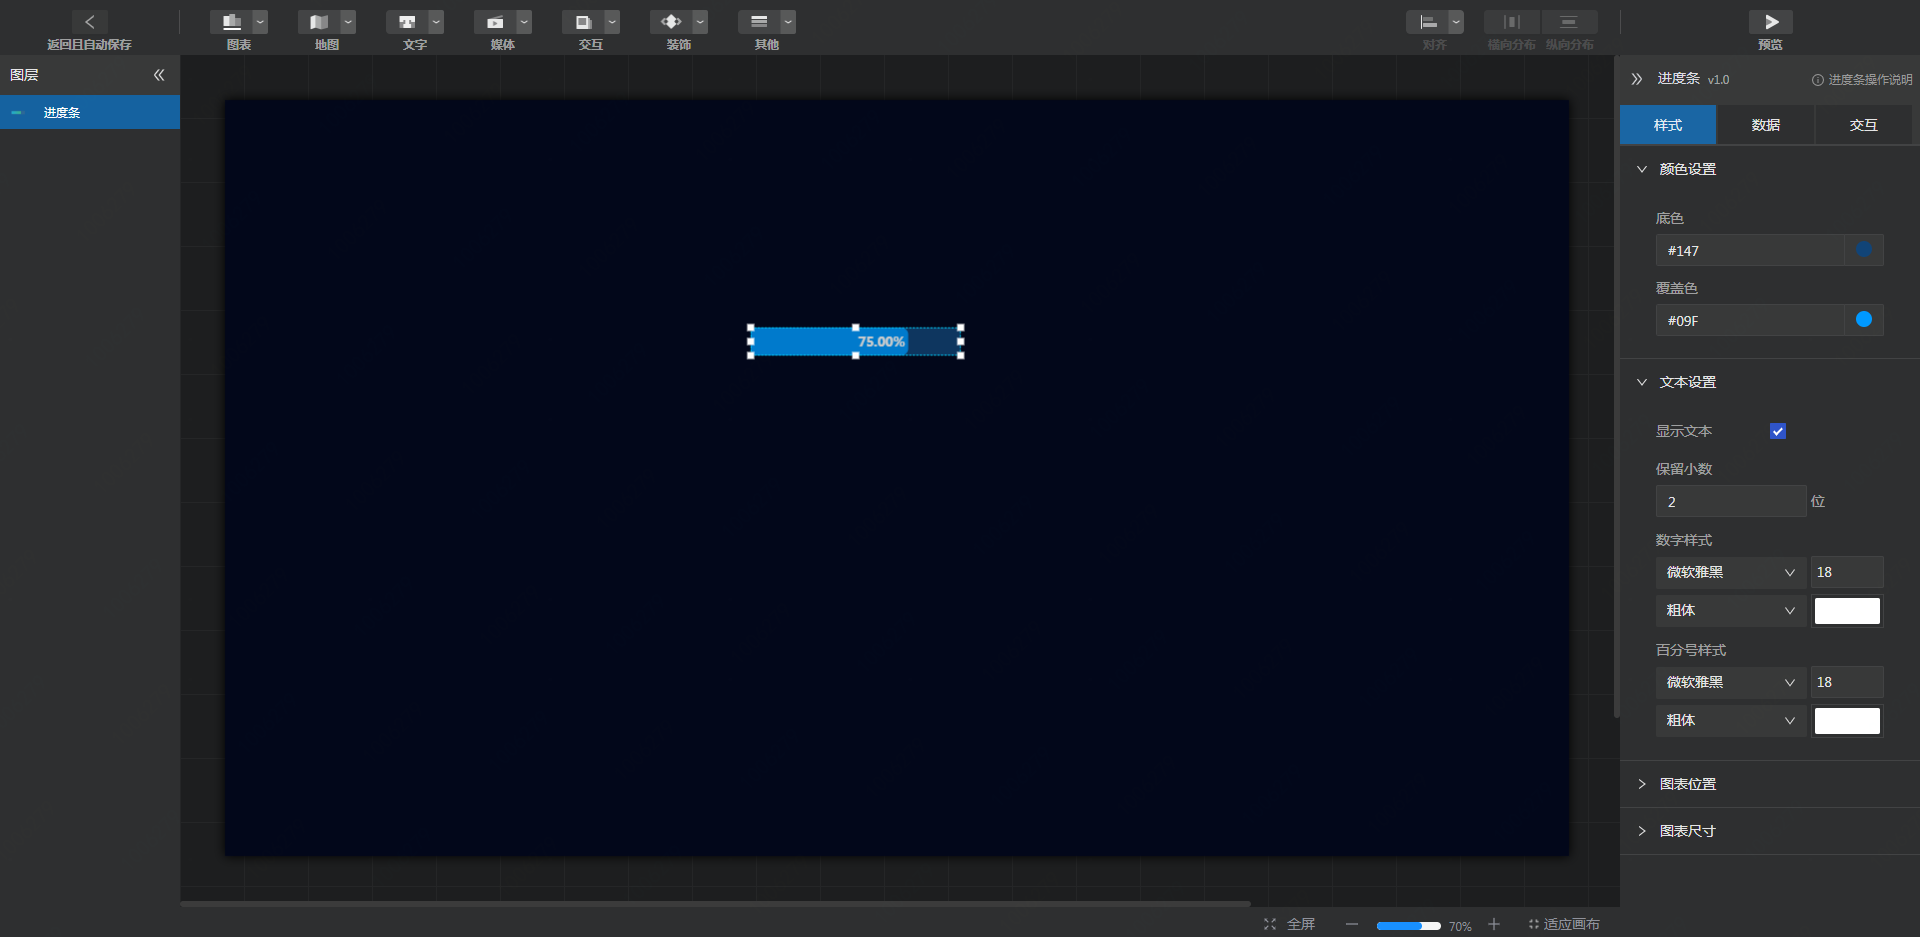 返回且自动保存
图表
地图
文字
媒体
交互
装饰
其他
对齐
横向分布
纵向分布
预览
图层
进度条
进度条 v1.0
进度条操作说明
样式
数据
交互
颜色设置
底色
#147
覆盖色
#09F
75.00%
文本设置
显示文本
保留小数
2 位
数字样式
微软雅黑 18
粗体
百分号样式
微软雅黑 18
粗体
图表位置
图表尺寸
全屏
70%
适应画布